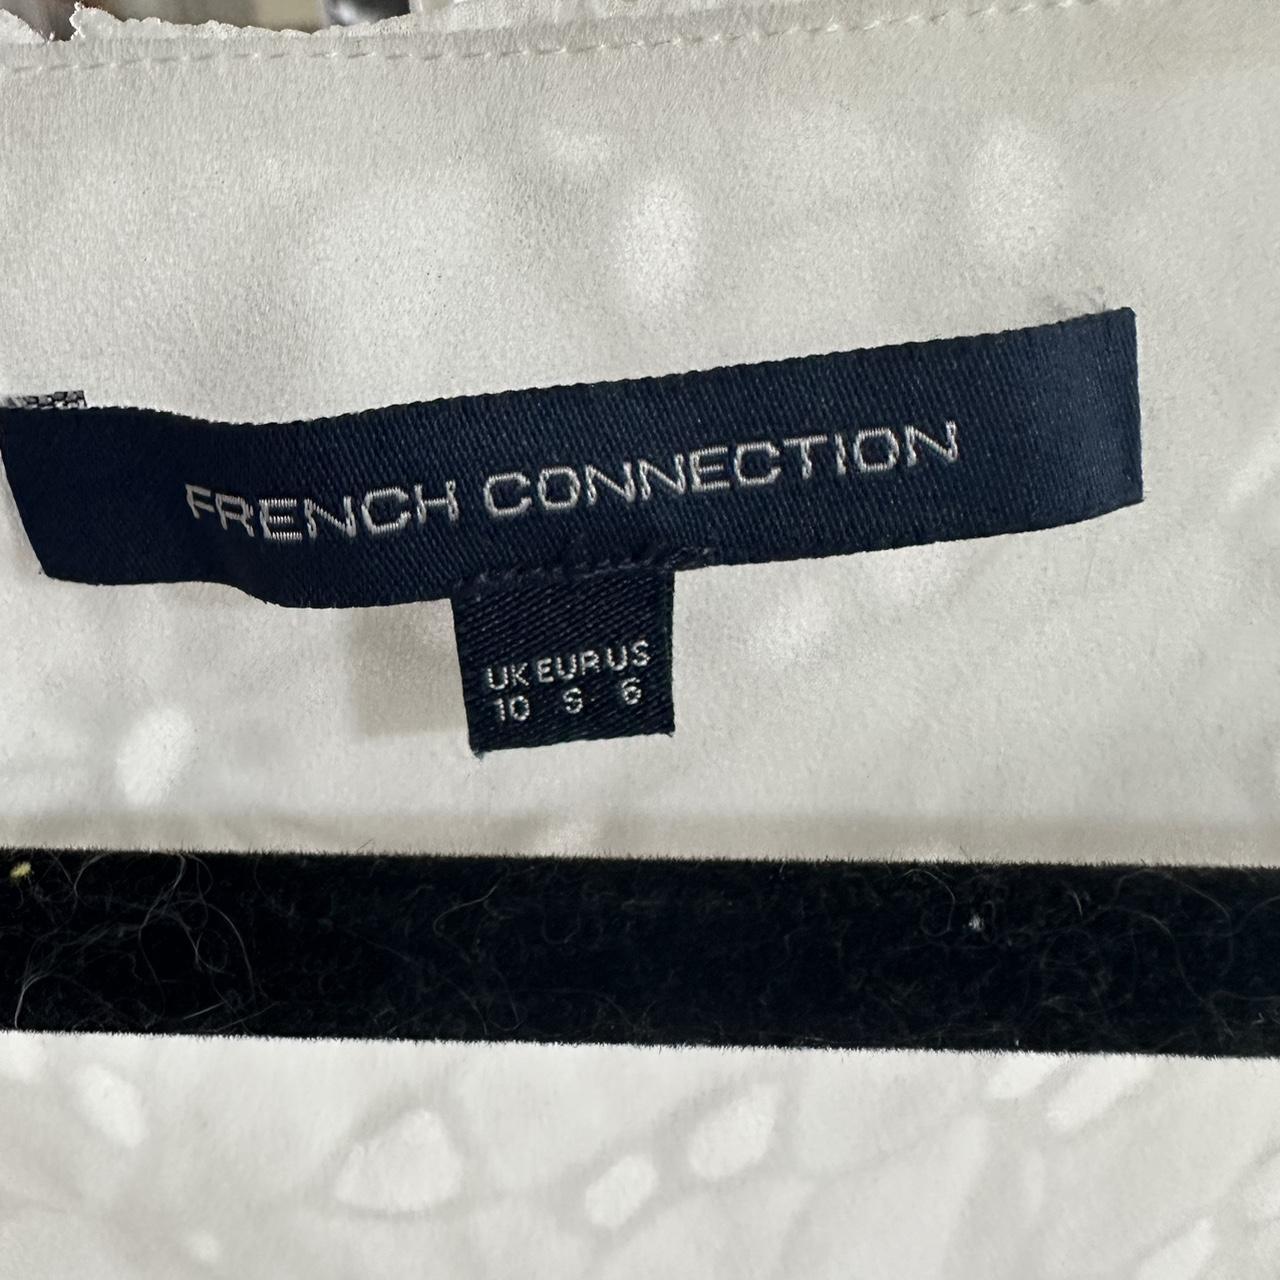 FRENCH CONNECTION
UK EUR US
10 S 6